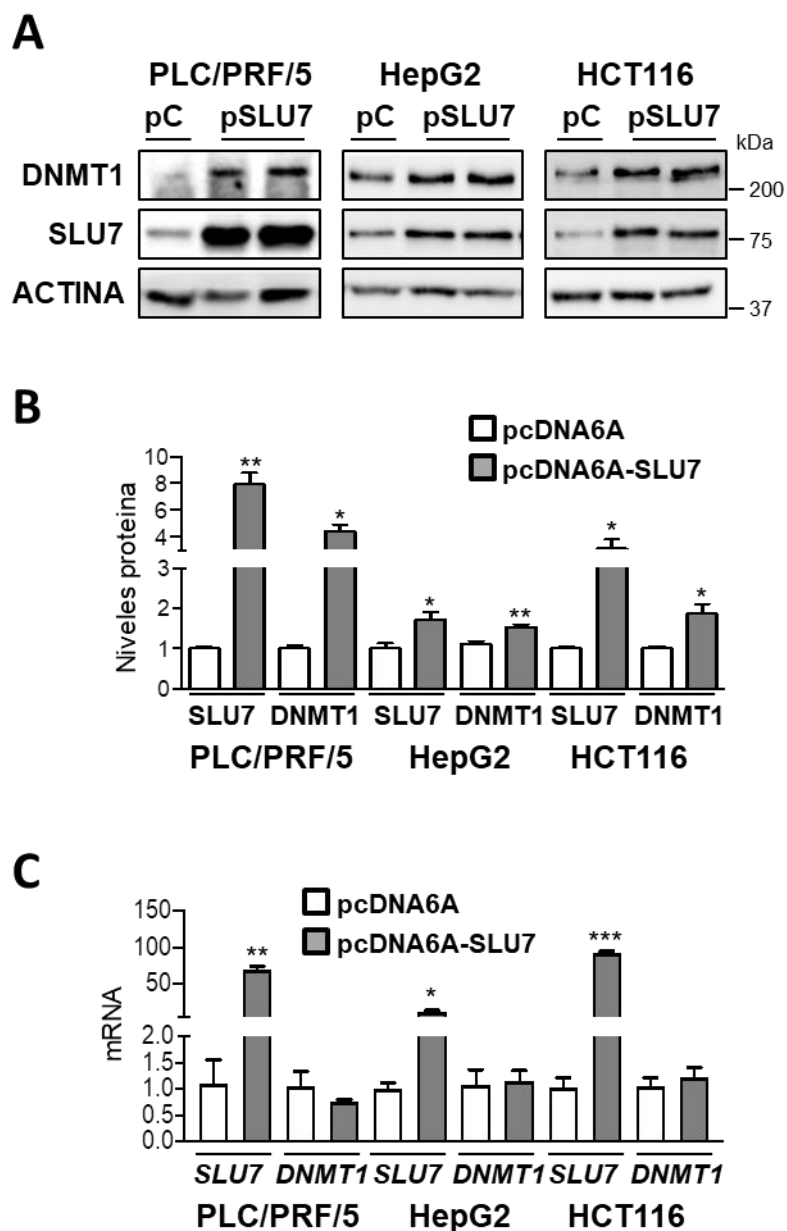 A
PLC/PRF/5 HepG2 HCT116
pC pSLU7 pC pSLU7 pC pSLU7
kDa
DNMT1
200
SLU7
75
ACTINA
37
B
pcDNA6A
pcDNA6A-SLU7
Niveles proteina
10
8
6
4
3
2
1
0
** * * ** * *
SLU7 DNMT1 SLU7 DNMT1 SLU7 DNMT1
PLC/PRF/5 HepG2 HCT116
C
pcDNA6A
pcDNA6A-SLU7
mRNA
150
100
50
2.0
1.5
1.0
0.5
0.0
** * ***
SLU7 DNMT1 SLU7 DNMT1 SLU7 DNMT1
PLC/PRF/5 HepG2 HCT116